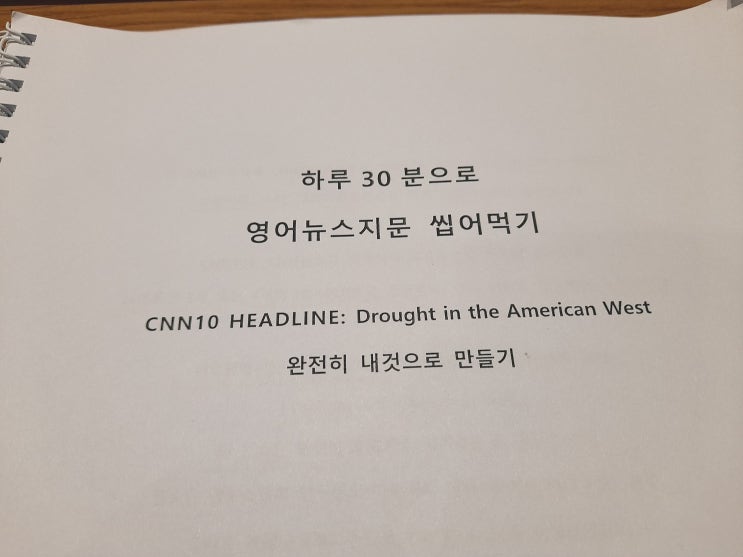 하루 30 분으로
영어뉴스지문 씹어먹기
CNN10 HEADLINE: Drought in the American West
완전히 내것으로 만들기